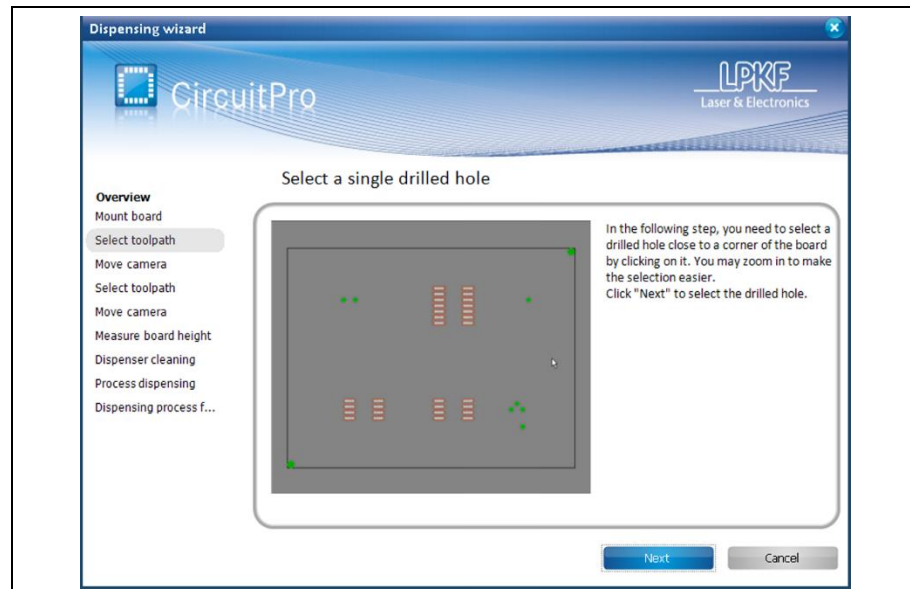 Dispensing wizard
CircuitPro
LPKF
Laser & Electronics
Select a single drilled hole
Overview
Mount board
Select toolpath
Move camera
Select toolpath
Move camera
Measure board height
Dispenser cleaning
Process dispensing
Dispensing process f...
In the following step, you need to select a
drilled hole close to a corner of the board
by clicking on it. You may zoom in to make
the selection easier.
Click "Next" to select the drilled hole.
Next
Cancel